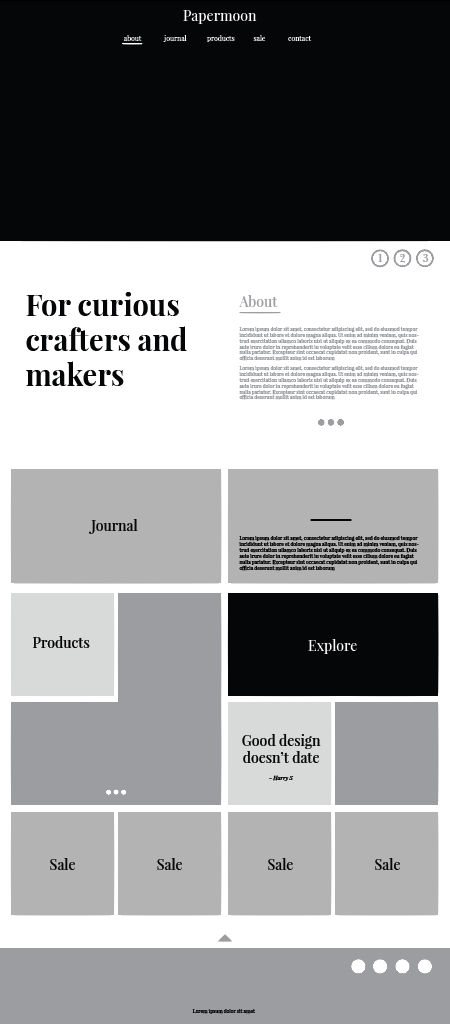 Papermoon
about journal products sale contact
1 2 3
For curious
crafters and
makers
About
Lorem ipsum dolor sit amet, consectetur adipiscing elit, sed do eiusmod tempor
incididunt ut labore et dolore magna aliqua. Ut enim ad minim veniam, quis nos-
trud exercitation ullamco laboris nisi ut aliquip ex ea commodo consequat. Duis
aute irure dolor in reprehenderit in voluptate velit esse cillum dolore eu fugiat
nulla pariatur. Excepteur sint occaecat cupidatat non proident, sunt in culpa qui
officia deserunt mollit anim id est laborum
Lorem ipsum dolor sit amet, consectetur adipiscing elit, sed do eiusmod tempor
incididunt ut labore et dolore magna aliqua. Ut enim ad minim veniam, quis nos-
trud exercitation ullamco laboris nisi ut aliquip ex ea commodo consequat. Duis
aute irure dolor in reprehenderit in voluptate velit esse cillum dolore eu fugiat
nulla pariatur. Excepteur sint occaecat cupidatat non proident, sunt in culpa qui
officia deserunt mollit anim id est laborum
Journal
Lorem ipsum dolor sit amet, consectetur adipiscing elit, sed do eiusmod tempor
incididunt ut labore et dolore magna aliqua. Ut enim ad minim veniam, quis nos-
trud exercitation ullamco laboris nisi ut aliquip ex ea commodo consequat. Duis
aute irure dolor in reprehenderit in voluptate velit esse cillum dolore eu fugiat
nulla pariatur. Excepteur sint occaecat cupidatat non proident, sunt in culpa qui
officia deserunt mollit anim id est laborum
Products
Explore
Good design
doesn’t date
- Harry S
Sale Sale Sale Sale
Lorem ipsum dolor sit amet